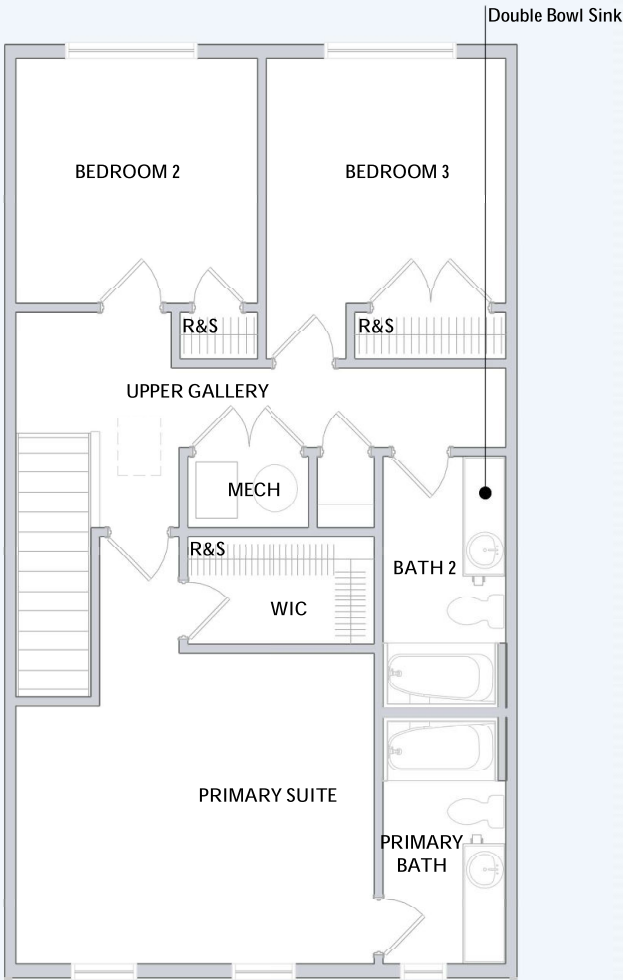 Double Bowl Sink
BEDROOM 2
BEDROOM 3
R&S
R&S
UPPER GALLERY
MECH
R&S
BATH 2
WIC
PRIMARY SUITE
PRIMARY
BATH